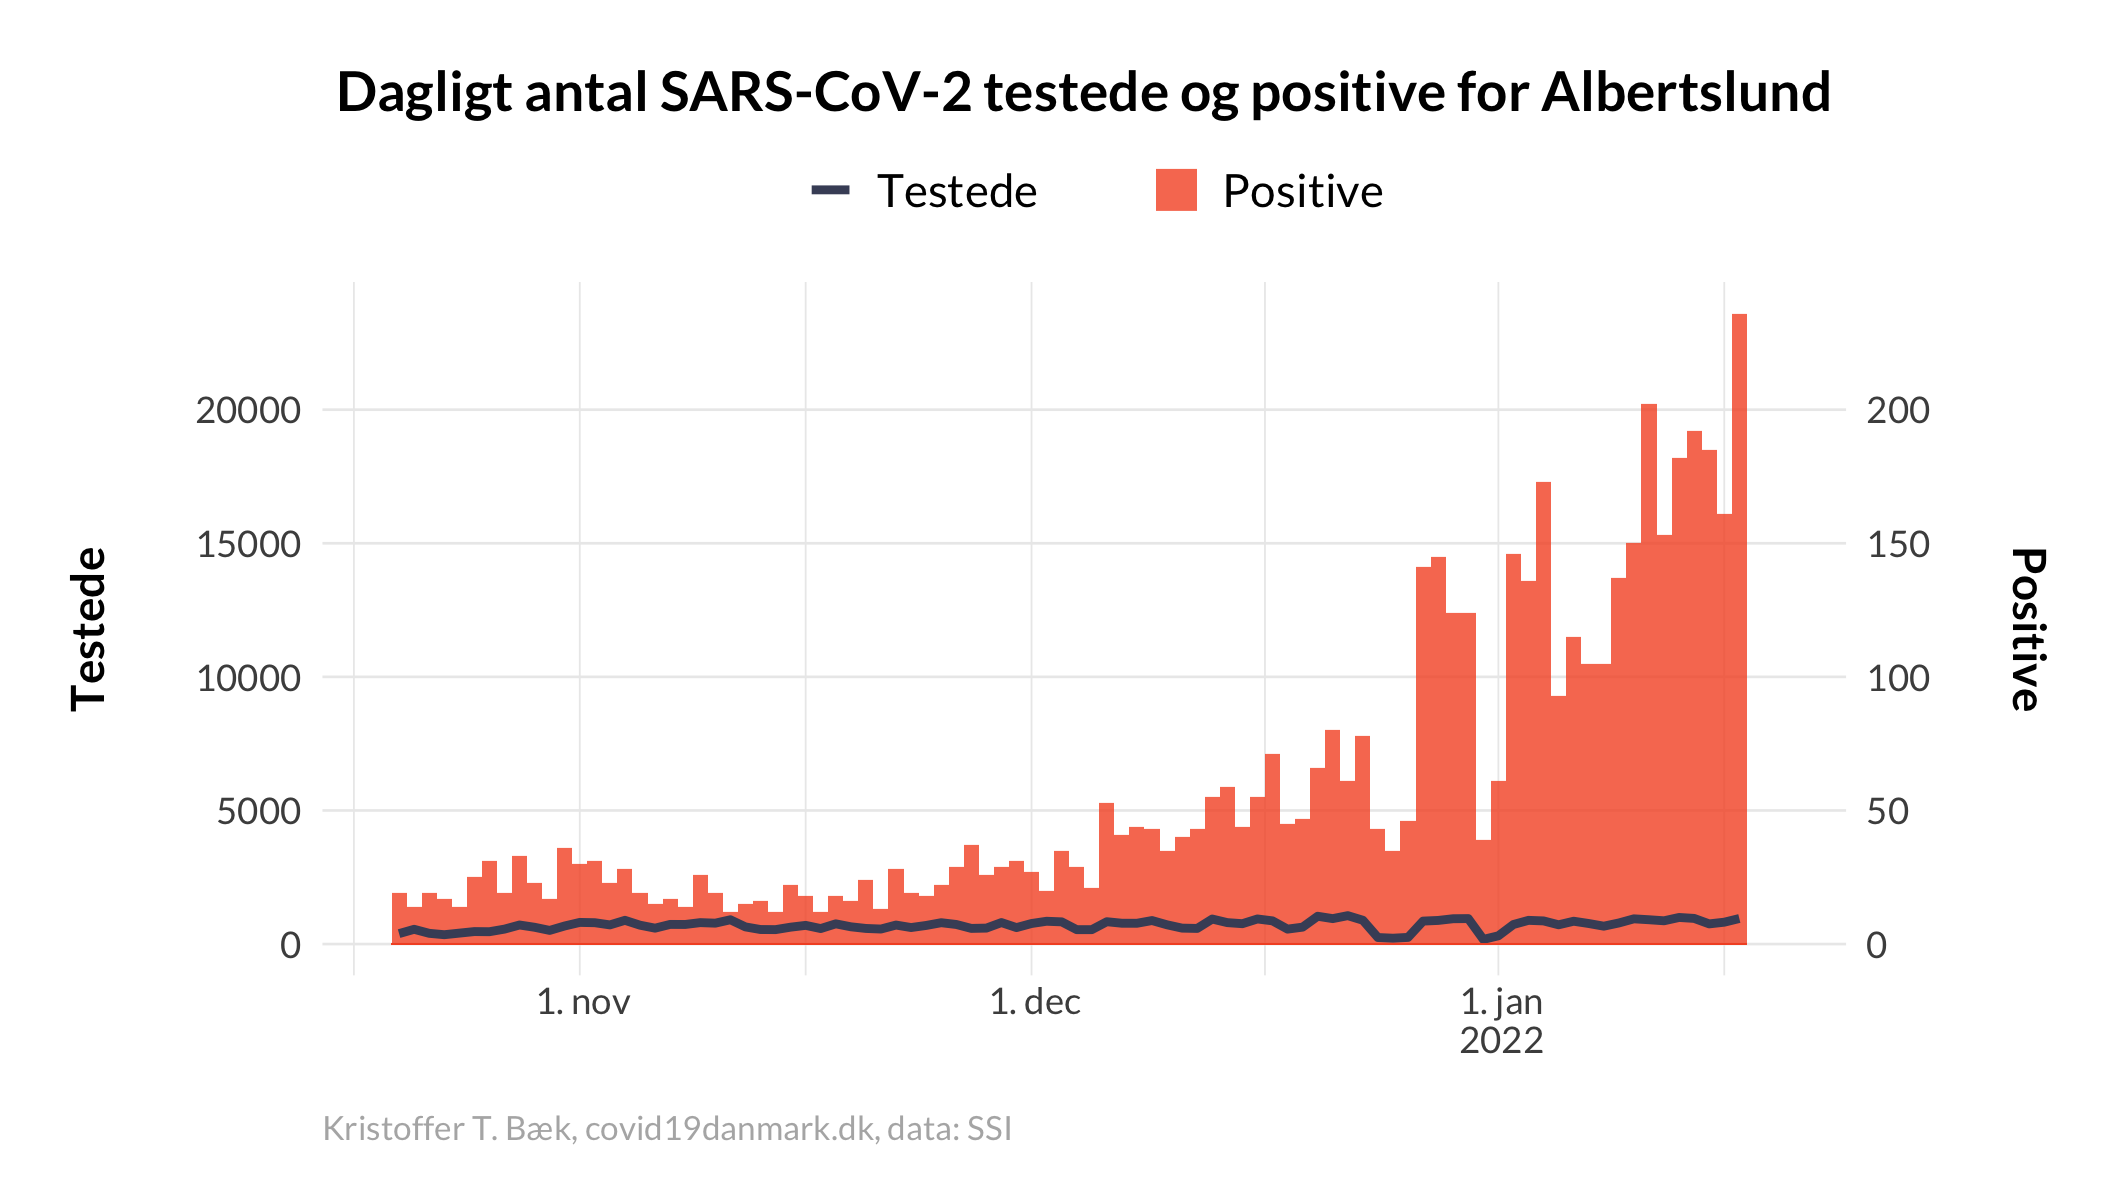 Dagligt antal SARS-CoV-2 testede og positive for Albertslund
Testede Positive
Testede
20000
15000
10000
5000
0
200
150
100
50
0
Positive
1. nov
1. dec
1. jan
2022
Kristoffer T. Bæk, covid19danmark.dk, data: SSI